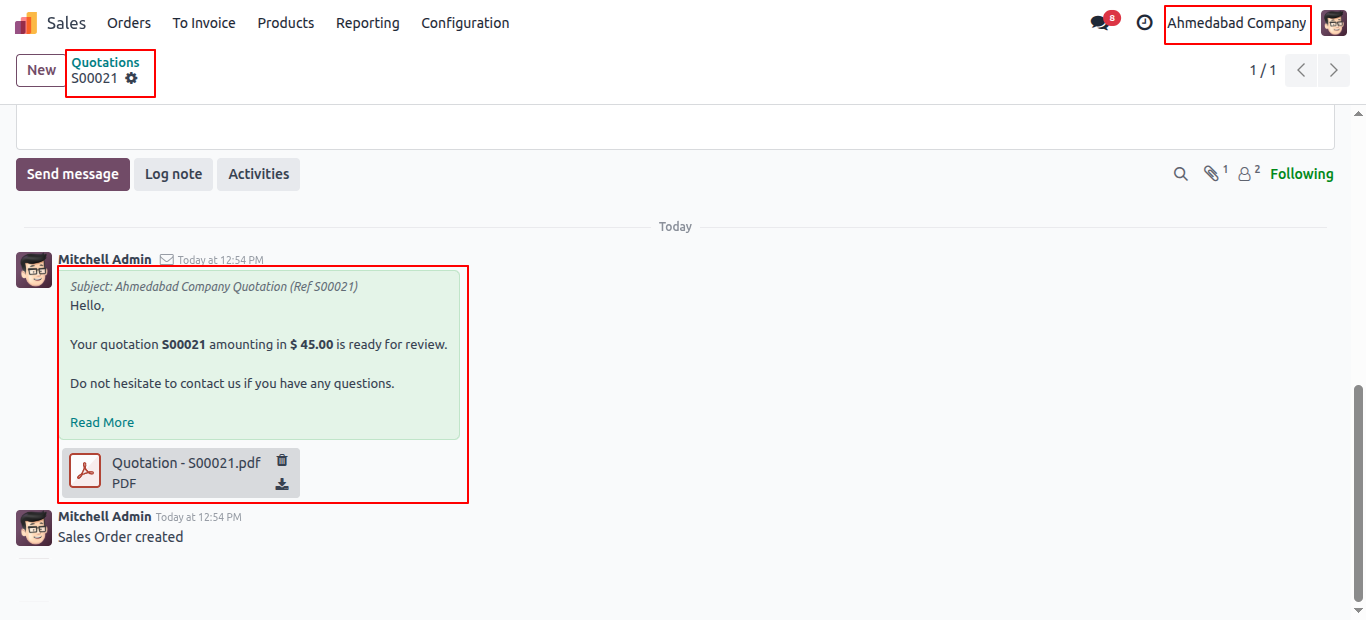 Sales Orders To Invoice Products Reporting Configuration 8 Ahmedabad Company
New Quotations 1 / 1
S00021
Send message Log note Activities 1 2 Following
Today
Mitchell Admin Today at 12:54 PM
Subject: Ahmedabad Company Quotation (Ref S00021)
Hello,
Your quotation S00021 amounting in $ 45.00 is ready for review.
Do not hesitate to contact us if you have any questions.
Read More
Quotation - S00021.pdf
PDF
Mitchell Admin Today at 12:54 PM
Sales Order created